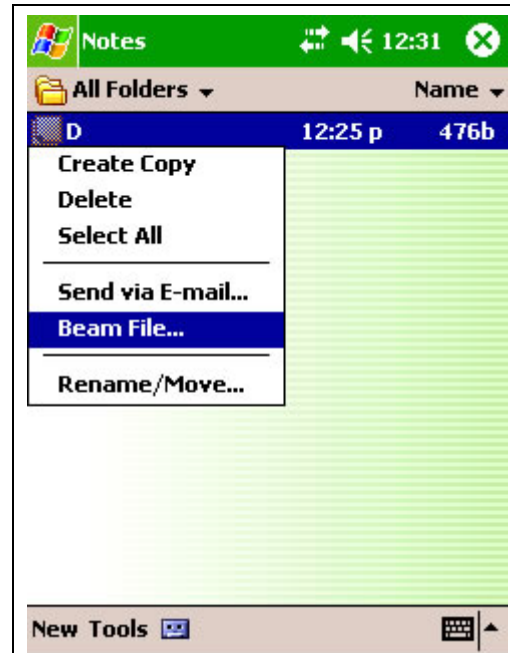 Notes 12:31
All Folders Name
D 12:25 p 476b
Create Copy
Delete
Select All
Send via E-mail...
Beam File...
Rename/Move...
New Tools